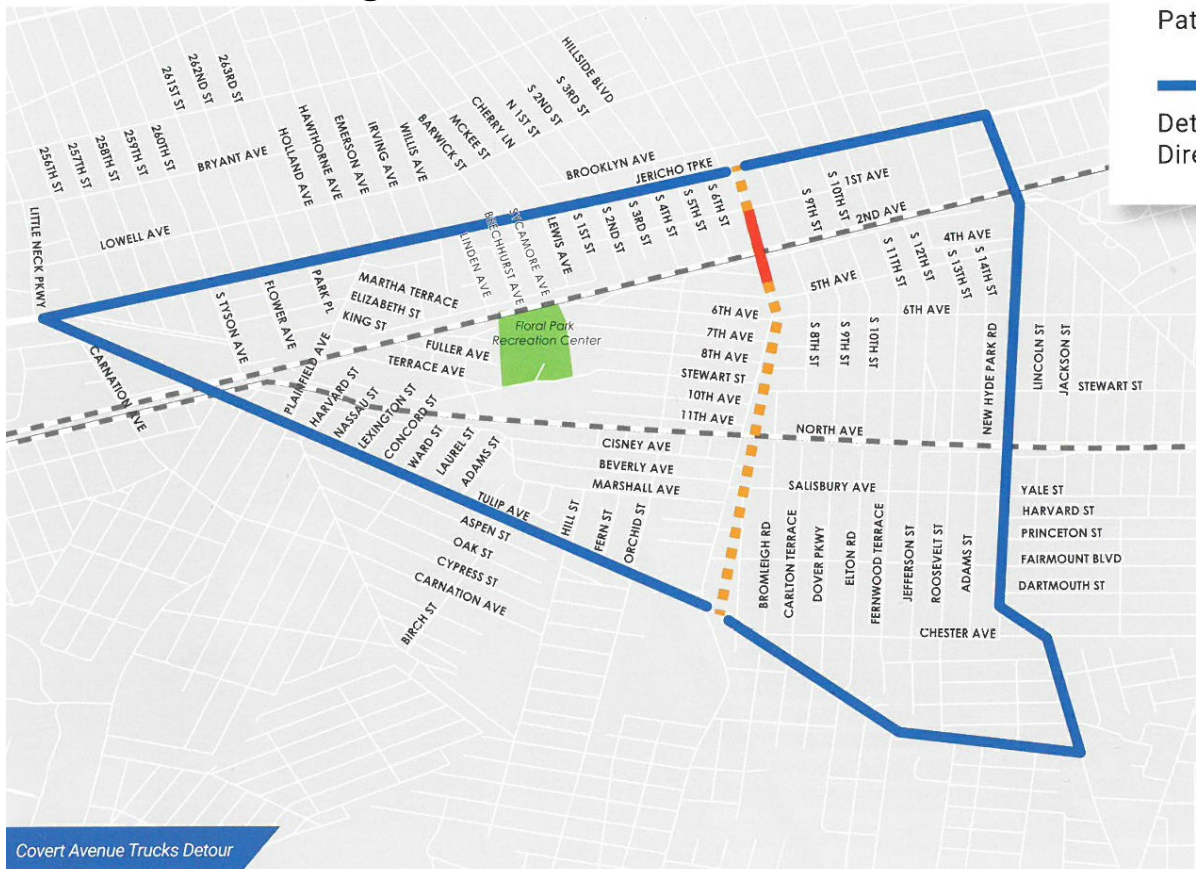 Pat
Det
Dire
HILLSIDE BLVD
S 3RD ST
S 2ND ST
N 1ST ST
CHERRY LN
MCKEE ST
BARWICK ST
WILLIS AVE
IRVING AVE
EMERSON AVE
HAWTHORNE AVE
HOLLAND AVE
263RD ST
262ND ST
261ST ST
260TH ST
259TH ST
258TH ST
257TH ST
256TH ST
BRYANT AVE
LOWELL AVE
LITTLE NECK PKWY
BROOKLYN AVE
JERICHO TPKE
S 6TH ST
S 5TH ST
S 4TH ST
S 3RD ST
S 2ND ST
S 1ST ST
LEWIS AVE
SYCAMORE AVE
BEECHHURST AVE
LINDEN AVE
1ST AVE
S 10TH ST
S 9TH ST
2ND AVE
4TH AVE
S 14TH ST
S 13TH ST
S 12TH ST
S 11TH ST
5TH AVE
6TH AVE
MARTHA TERRACE
ELIZABETH ST
KING ST
PARK PL
FLOWER AVE
S TYSON AVE
CARNATION AVE
PLAINFIELD AVE
FULLER AVE
TERRACE AVE
Floral Park
Recreation Center
6TH AVE
7TH AVE
8TH AVE
STEWART ST
10TH AVE
11TH AVE
S 8TH ST
S 9TH ST
S 10TH ST
NEW HYDE PARK RD
LINCOLN ST
JACKSON ST
STEWART ST
HARVARD ST
NASSAU ST
LEXINGTON ST
CONCORD ST
WARD ST
LAUREL ST
ADAMS ST
NORTH AVE
CISNEY AVE
BEVERLY AVE
MARSHALL AVE
SALISBURY AVE
YALE ST
HARVARD ST
PRINCETON ST
FAIRMOUNT BLVD
DARTMOUTH ST
TULIP AVE
HILL ST
FERN ST
ORCHID ST
ASPEN ST
OAK ST
CYPRESS ST
CARNATION AVE
BIRCH ST
BROMLEIGH RD
CARLTON TERRACE
DOVER PKWY
ELTON RD
FERNWOOD TERRACE
JEFFERSON ST
ROOSEVELT ST
ADAMS ST
CHESTER AVE
Covert Avenue Trucks Detour